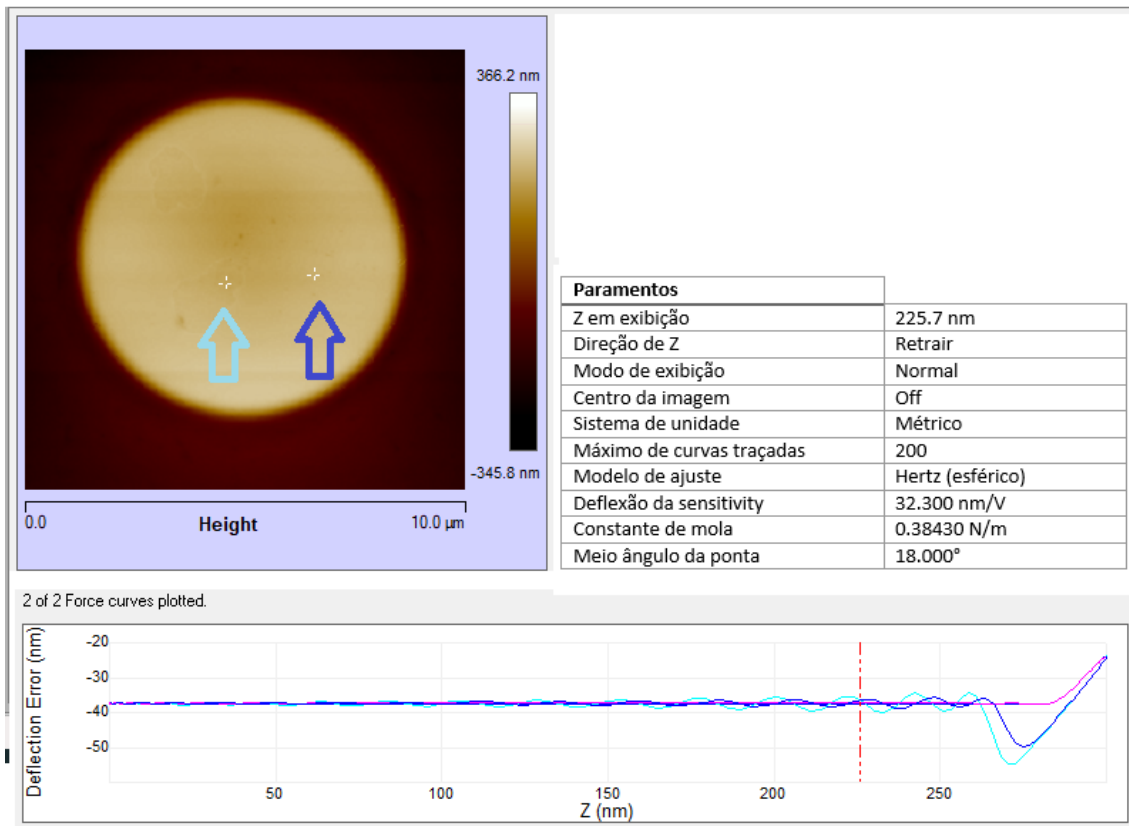 366.2 nm
-345.8 nm
0.0 Height 10.0 µm
Paramentos
Z em exibição 225.7 nm
Direção de Z Retrair
Modo de exibição Normal
Centro da imagem Off
Sistema de unidade Métrico
Máximo de curvas traçadas 200
Modelo de ajuste Hertz (esférico)
Deflexão da sensitivity 32.300 nm/V
Constante de mola 0.38430 N/m
Meio ângulo da ponta 18.000°
2 of 2 Force curves plotted.
Deflection Error (nm)
-20
-30
-40
-50
50 100 150 200 250
Z (nm)